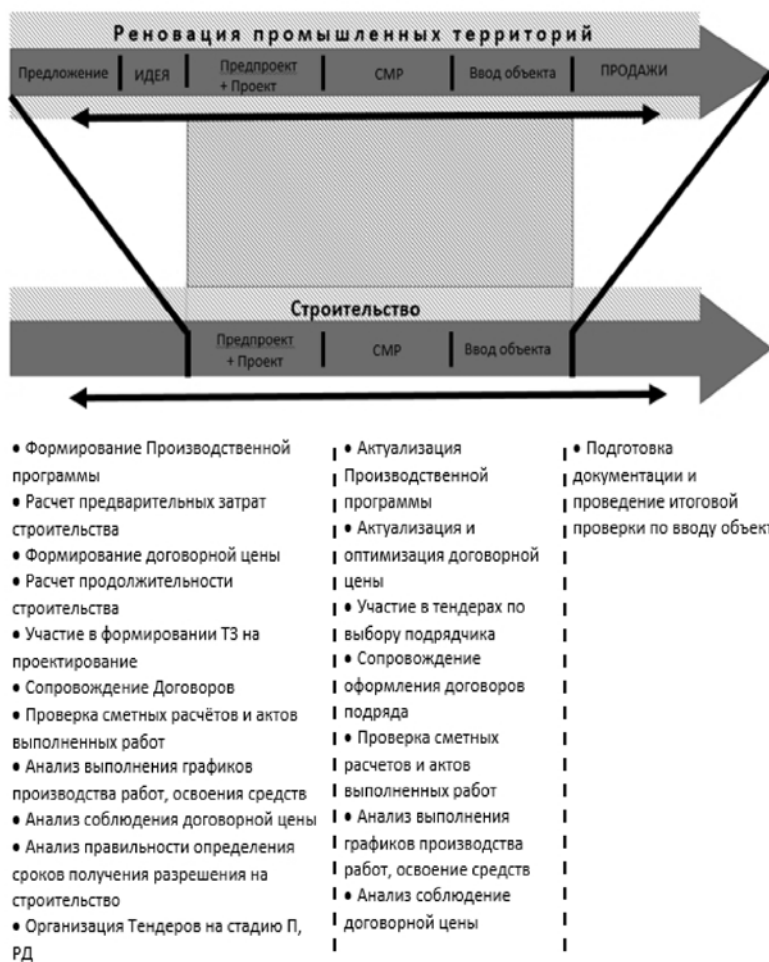 Реновация промышленных территорий
Предложение
ИДЕЯ
Предпроект
+ Проект
СМР
Ввод объекта
ПРОДАЖИ
Строительство
Предпроект
+ Проект
СМР
Ввод объекта
• Формирование Производственной
программы
• Расчет предварительных затрат
строительства
• Формирование договорной цены
• Расчет продолжительности
строительства
• Участие в формировании ТЗ на
проектирование
• Сопровождение Договоров
• Проверка сметных расчётов и актов
выполненных работ
• Анализ выполнения графиков
производства работ, освоения средств
• Анализ соблюдения договорной цены
• Анализ правильности определения
сроков получения разрешения на
строительство
• Организация Тендеров на стадию П,
РД
• Актуализация
Производственной
программы
• Актуализация и
оптимизация договорной
цены
• Участие в тендерах по
выбору подрядчика
• Сопровождение
оформления договоров
подряда
• Проверка сметных
расчетов и актов
выполненных работ
• Анализ выполнения
графиков производства
работ, освоение средств
• Анализ соблюдение
договорной цены
• Подготовка
документации и
проведение итоговой
проверки по вводу объект